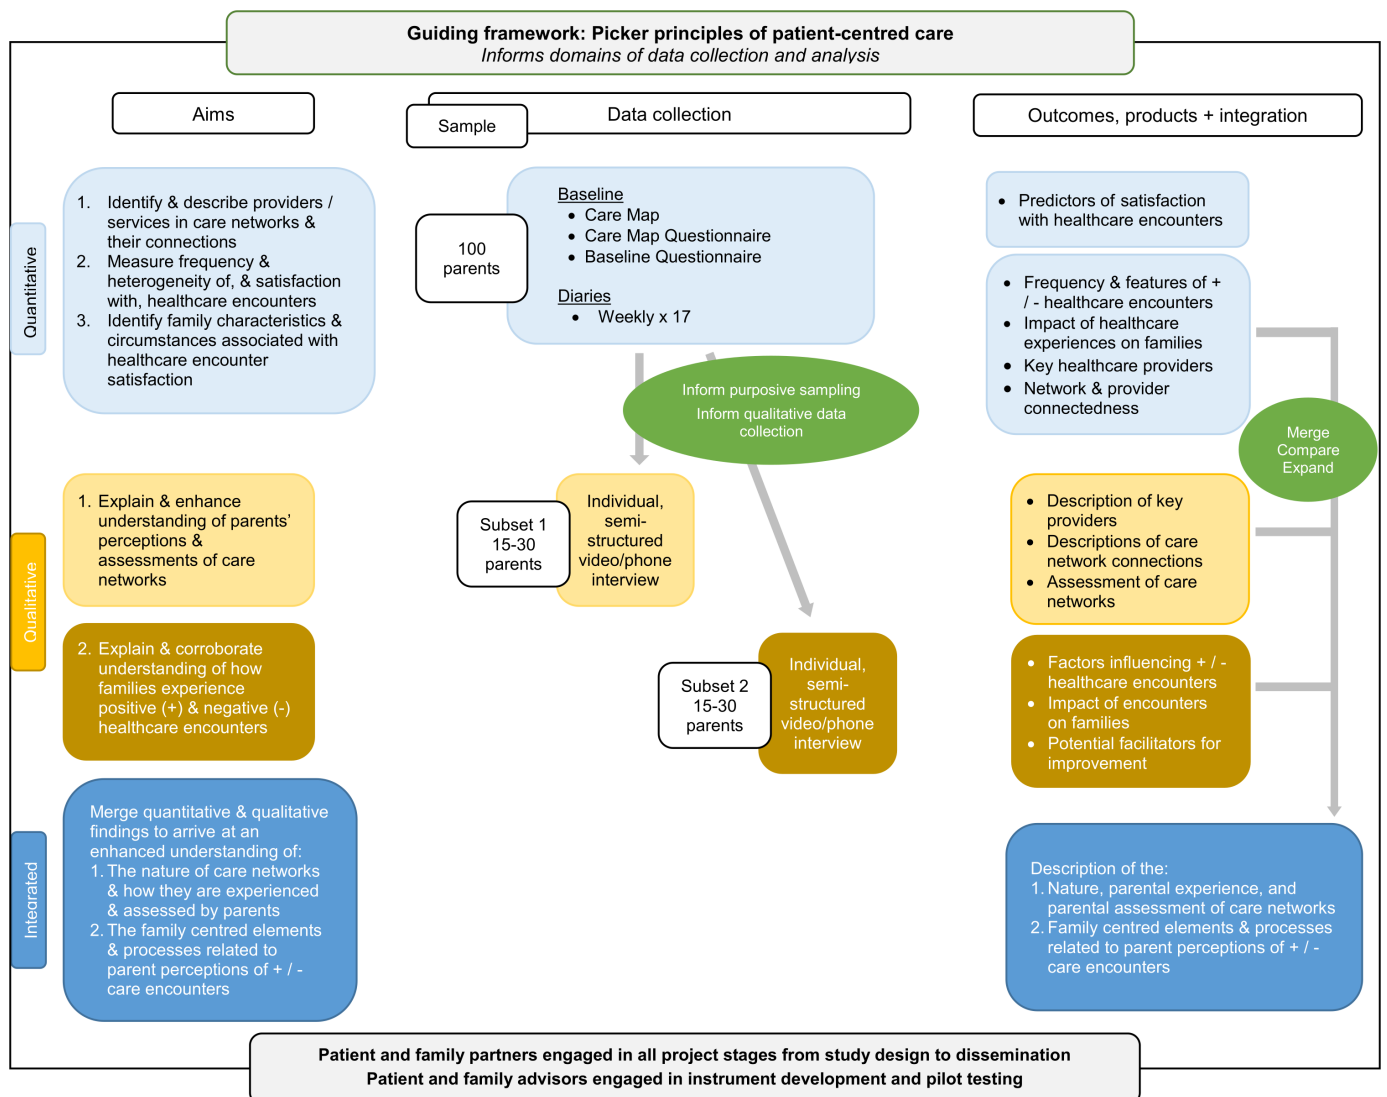 Guiding framework: Picker principles of patient-centred care
Informs domains of data collection and analysis
Aims
Sample
Data collection
Outcomes, products + integration
Quantitative
1. Identify & describe providers /
services in care networks &
their connections
2. Measure frequency &
heterogeneity of, & satisfaction
with, healthcare encounters
3. Identify family characteristics &
circumstances associated with
healthcare encounter
satisfaction
100
parents
Baseline
• Care Map
• Care Map Questionnaire
• Baseline Questionnaire
Diaries
• Weekly x 17
• Predictors of satisfaction
with healthcare encounters
• Frequency & features of +
/ - healthcare encounters
• Impact of healthcare
experiences on families
• Key healthcare providers
• Network & provider
connectedness
Inform purposive sampling
Inform qualitative data
collection
Merge
Compare
Expand
Qualitative
1. Explain & enhance
understanding of parents’
perceptions &
assessments of care
networks
Subset 1
15-30
parents
Individual,
semi-
structured
video/phone
interview
• Description of key
providers
• Descriptions of care
network connections
• Assessment of care
networks
2. Explain & corroborate
understanding of how
families experience
positive (+) & negative (-)
healthcare encounters
Subset 2
15-30
parents
Individual,
semi-
structured
video/phone
interview
• Factors influencing + / -
healthcare encounters
• Impact of encounters
on families
• Potential facilitators for
improvement
Integrated
Merge quantitative & qualitative
findings to arrive at an
enhanced understanding of:
1. The nature of care networks
& how they are experienced
& assessed by parents
2. The family centred elements
& processes related to
parent perceptions of + / -
care encounters
Description of the:
1. Nature, parental experience, and
parental assessment of care networks
2. Family centred elements & processes
related to parent perceptions of + / -
care encounters
Patient and family partners engaged in all project stages from study design to dissemination
Patient and family advisors engaged in instrument development and pilot testing